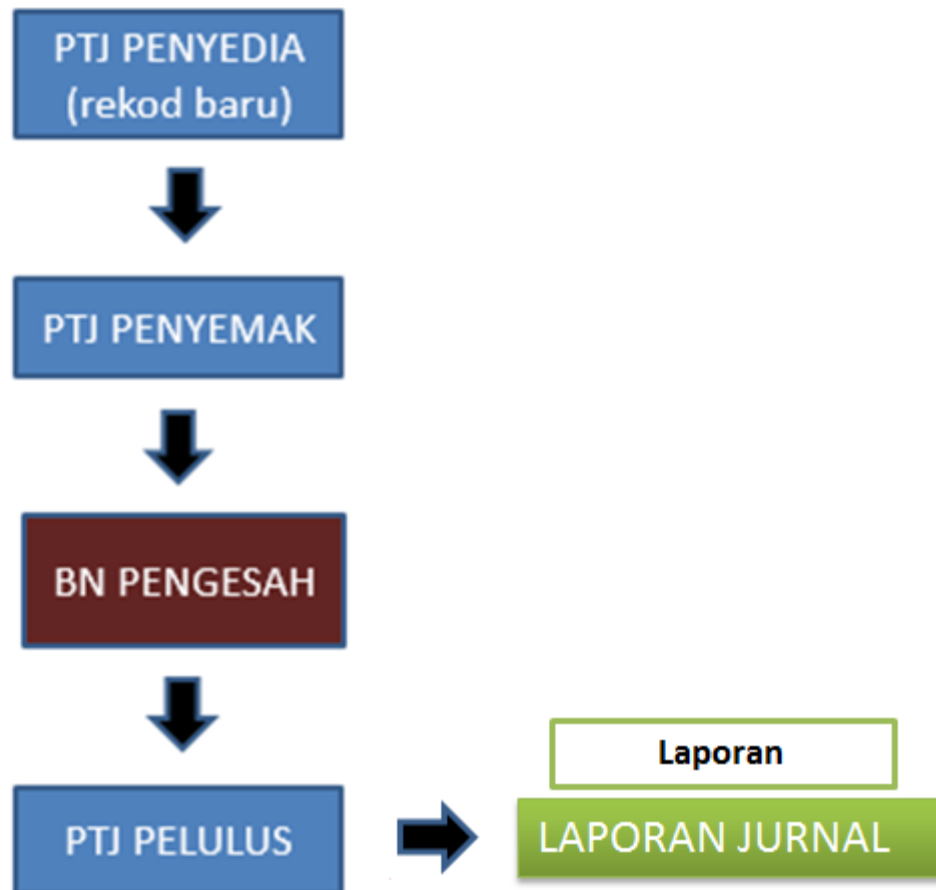 PTJ PENYEDIA
(rekod baru)
PTJ PENYEMAK
BN PENGESAH
PTJ PELULUS
Laporan
LAPORAN JURNAL